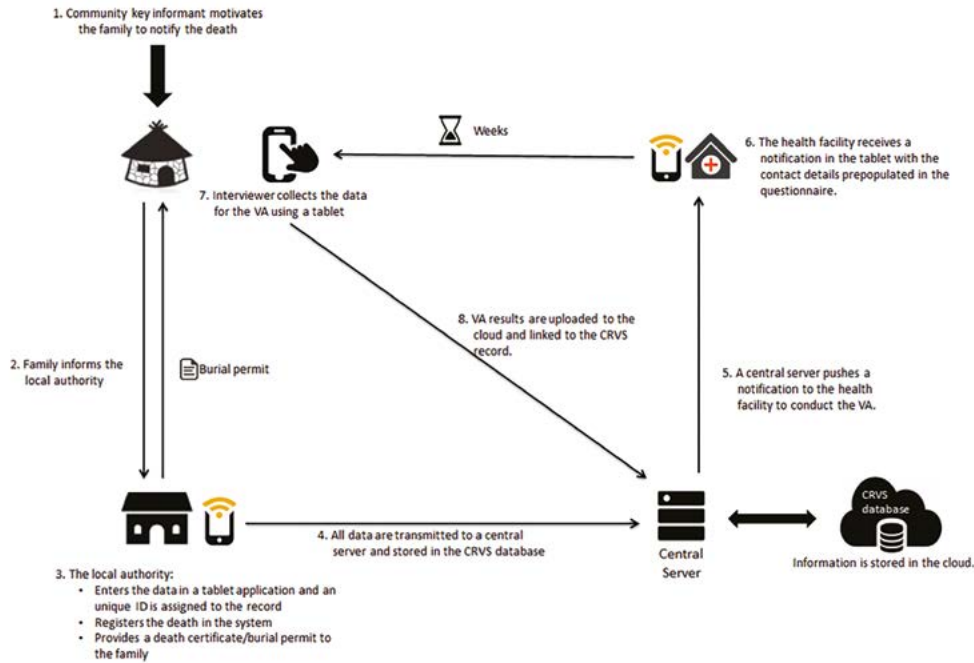 1. Community key informant motivates
the family to notify the death
Weeks
6. The health facility receives a
notification in the tablet with the
contact details prepopulated in the
questionnaire.
7. Interviewer collects the data
for the VA using a tablet
8. VA results are uploaded to the
cloud and linked to the CRVS
record.
2. Family informs the
local authority
Burial permit
5. A central server pushes a
notification to the health
facility to conduct the VA.
4. All data are transmitted to a central
server and stored in the CRVS database
Central
Server
CRVS
database
Information is stored in the cloud.
3. The local authority:
• Enters the data in a tablet application and an
unique ID is assigned to the record
• Registers the death in the system
• Provides a death certificate/burial permit to
the family